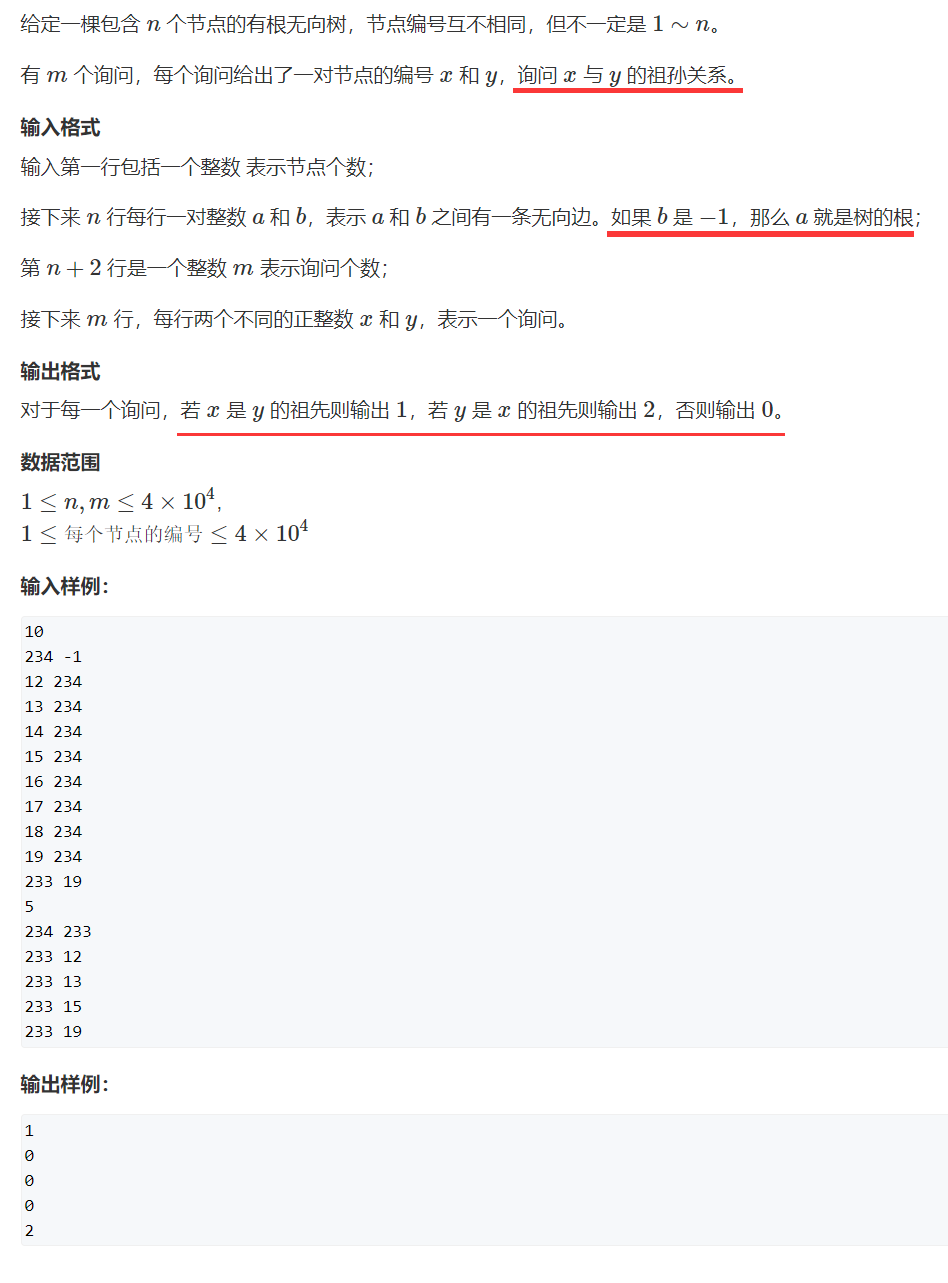 给定一棵包含 n 个节点的有根无向树，节点编号互不相同，但不一定是 1 ∼ n。
有 m 个询问，每个询问给出了一对节点的编号 x 和 y，询问 x 与 y 的祖孙关系。
输入格式
输入第一行包括一个整数 表示节点个数；
接下来 n 行每行一对整数 a 和 b，表示 a 和 b 之间有一条无向边。如果 b 是 −1，那么 a 就是树的根；
第 n + 2 行是一个整数 m 表示询问个数；
接下来 m 行，每行两个不同的正整数 x 和 y，表示一个询问。
输出格式
对于每一个询问，若 x 是 y 的祖先则输出 1，若 y 是 x 的祖先则输出 2，否则输出 0。
数据范围
1 ≤ n, m ≤ 4 × 10⁴,
1 ≤ 每个节点的编号 ≤ 4 × 10⁴
输入样例：
10
234 -1
12 234
13 234
14 234
15 234
16 234
17 234
18 234
19 234
233 19
5
234 233
233 12
233 13
233 15
233 19
输出样例：
1
0
0
0
2